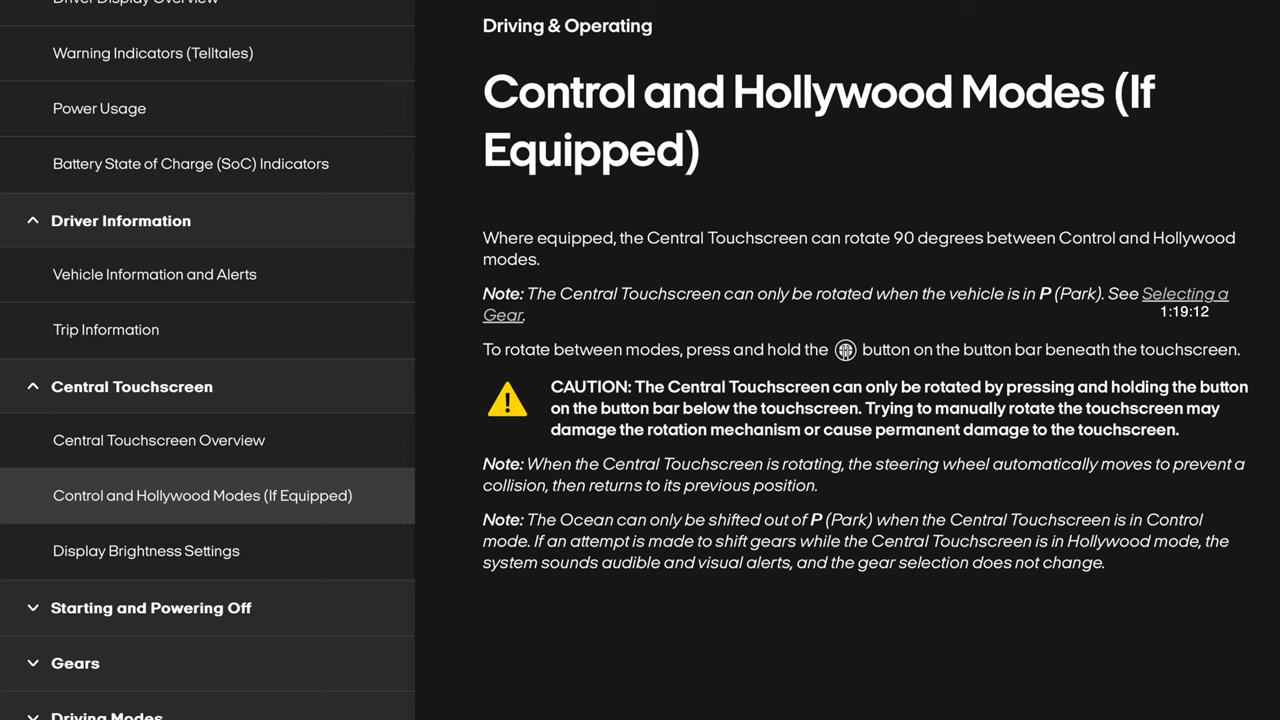 Driver Display Overview
Warning Indicators (Telltales)
Power Usage
Battery State of Charge (SoC) Indicators
Driver Information
Vehicle Information and Alerts
Trip Information
Central Touchscreen
Central Touchscreen Overview
Control and Hollywood Modes (If Equipped)
Display Brightness Settings
Starting and Powering Off
Gears
Driving Modes
Driving & Operating
Control and Hollywood Modes (If
Equipped)
Where equipped, the Central Touchscreen can rotate 90 degrees between Control and Hollywood
modes.
Note: The Central Touchscreen can only be rotated when the vehicle is in P (Park). See Selecting a
Gear.
1:19:12
To rotate between modes, press and hold the button on the button bar beneath the touchscreen.
CAUTION: The Central Touchscreen can only be rotated by pressing and holding the button
on the button bar below the touchscreen. Trying to manually rotate the touchscreen may
damage the rotation mechanism or cause permanent damage to the touchscreen.
Note: When the Central Touchscreen is rotating, the steering wheel automatically moves to prevent a
collision, then returns to its previous position.
Note: The Ocean can only be shifted out of P (Park) when the Central Touchscreen is in Control
mode. If an attempt is made to shift gears while the Central Touchscreen is in Hollywood mode, the
system sounds audible and visual alerts, and the gear selection does not change.